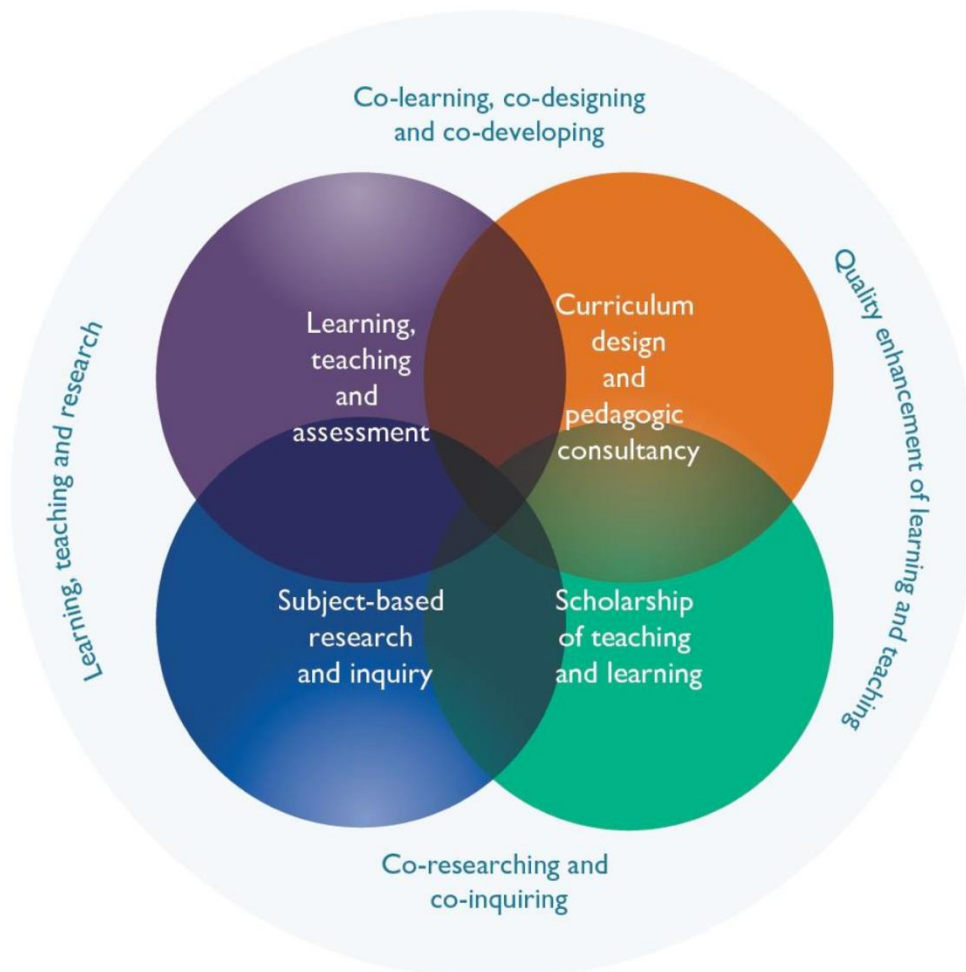 Co-learning, co-designing
and co-developing
Learning, teaching and research
Learning,
teaching
and
assessment
Curriculum
design
and
pedagogic
consultancy
Quality enhancement of learning and teaching
Subject-based
research
and inquiry
Scholarship
of teaching
and learning
Co-researching and
co-inquiring